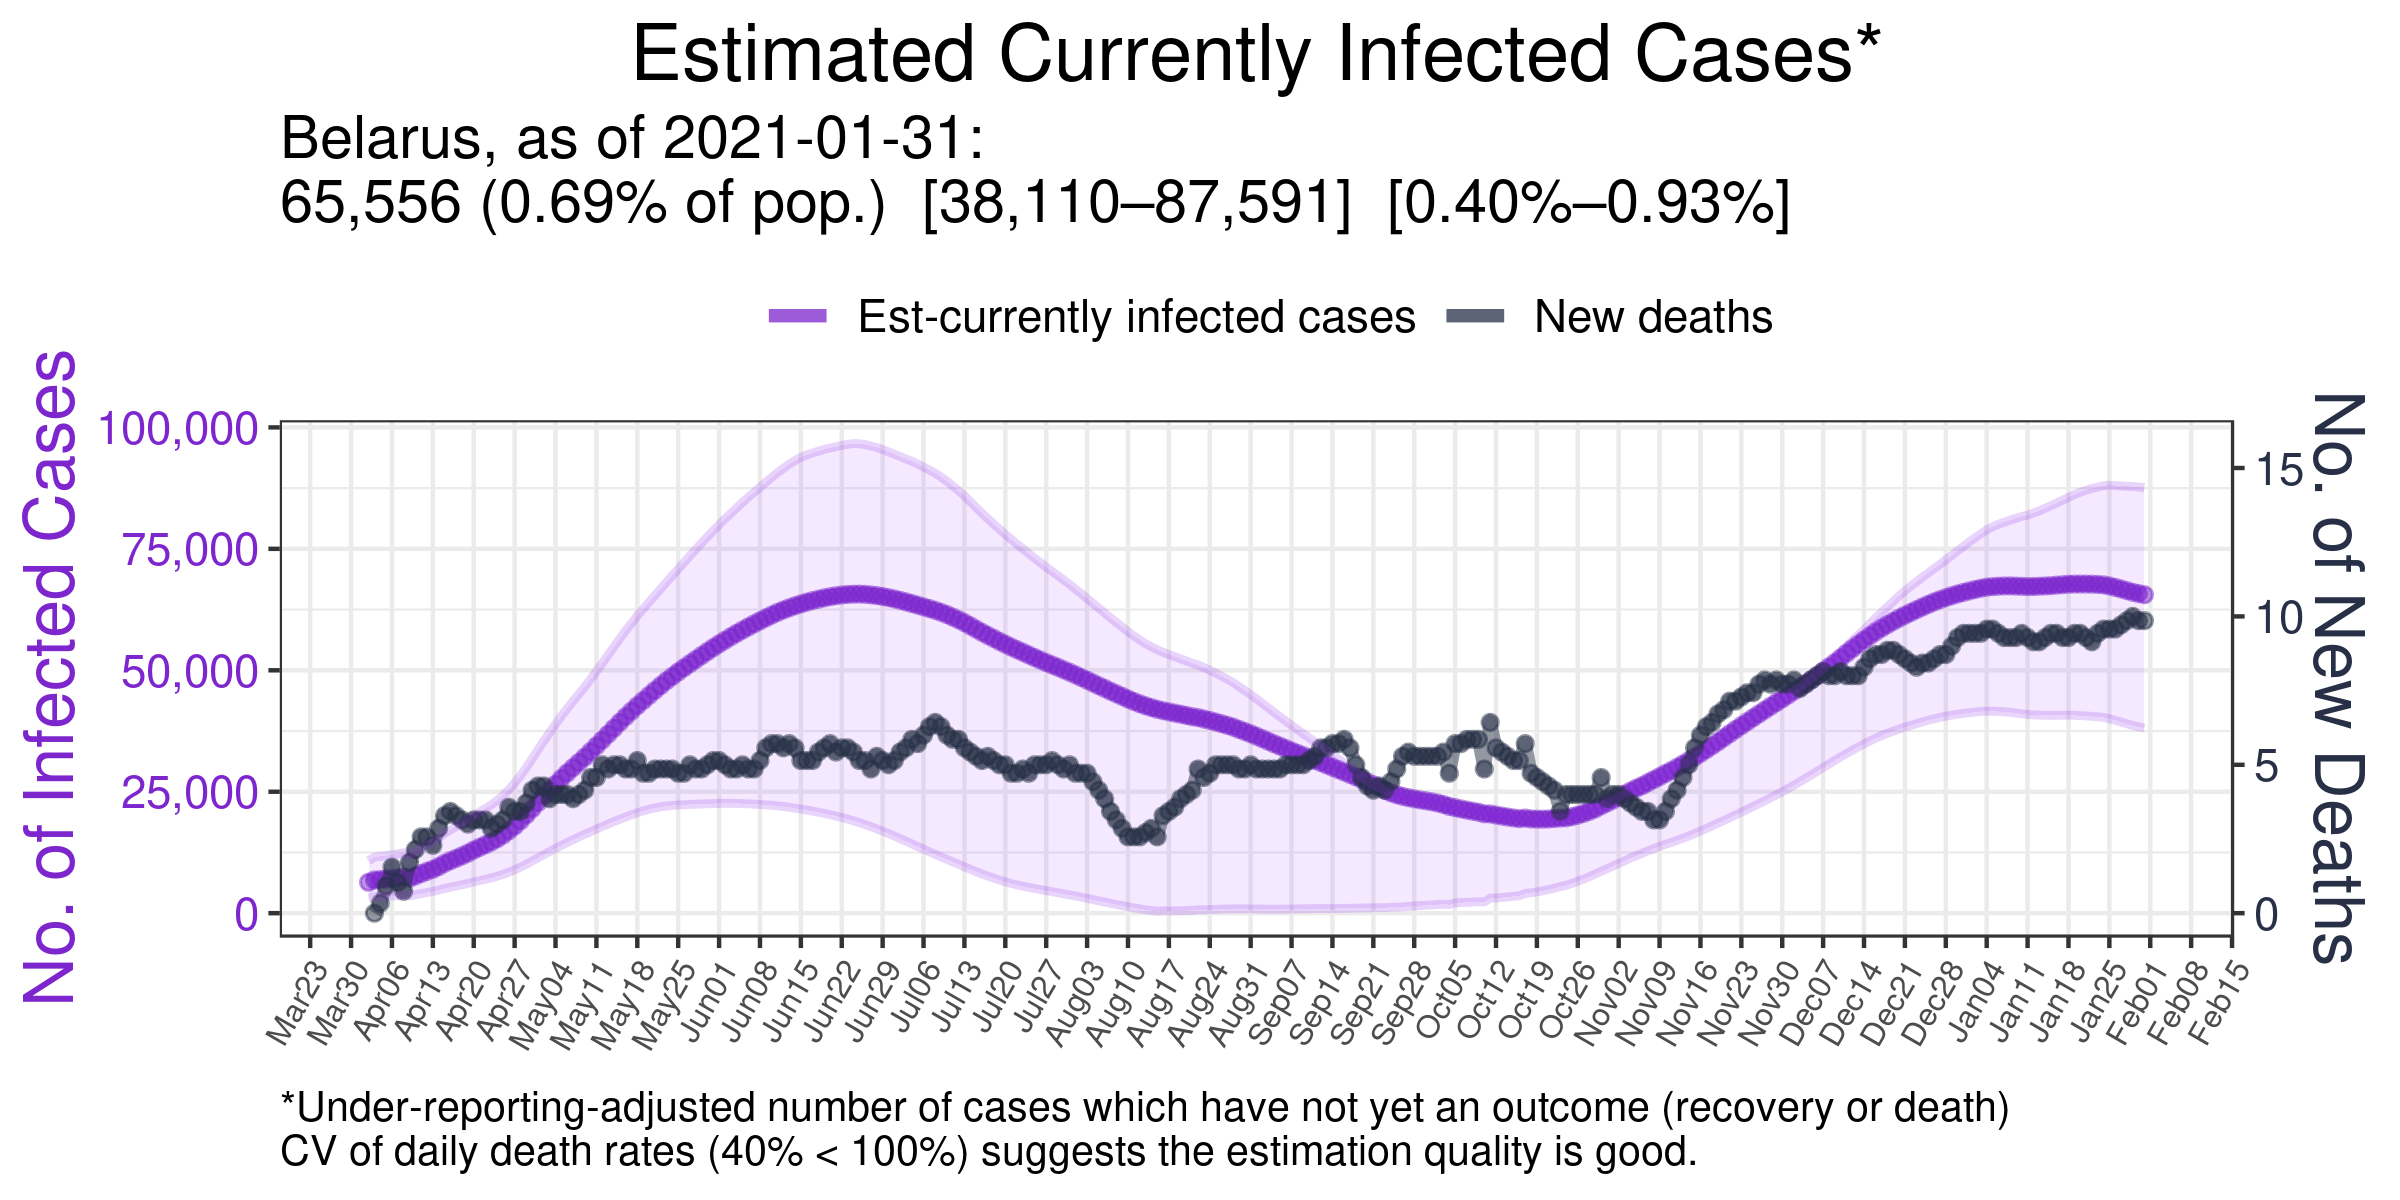 Estimated Currently Infected Cases*
Belarus, as of 2021-01-31:
65,556 (0.69% of pop.) [38,110–87,591] [0.40%–0.93%]
Est-currently infected cases New deaths
No. of Infected Cases
100,000
75,000
50,000
25,000
0
15
10
5
0
No. of New Deaths
Mar23 Mar30 Apr06 Apr13 Apr20 Apr27 May04 May11 May18 May25 Jun01 Jun08 Jun15 Jun22 Jun29 Jul06 Jul13 Jul20 Jul27 Aug03 Aug10 Aug17 Aug24 Aug31 Sep07 Sep14 Sep21 Sep28 Oct05 Oct12 Oct19 Oct26 Nov02 Nov09 Nov16 Nov23 Nov30 Dec07 Dec14 Dec21 Dec28 Jan04 Jan11 Jan18 Jan25 Feb01 Feb08 Feb15
*Under-reporting-adjusted number of cases which have not yet an outcome (recovery or death)
CV of daily death rates (40% < 100%) suggests the estimation quality is good.